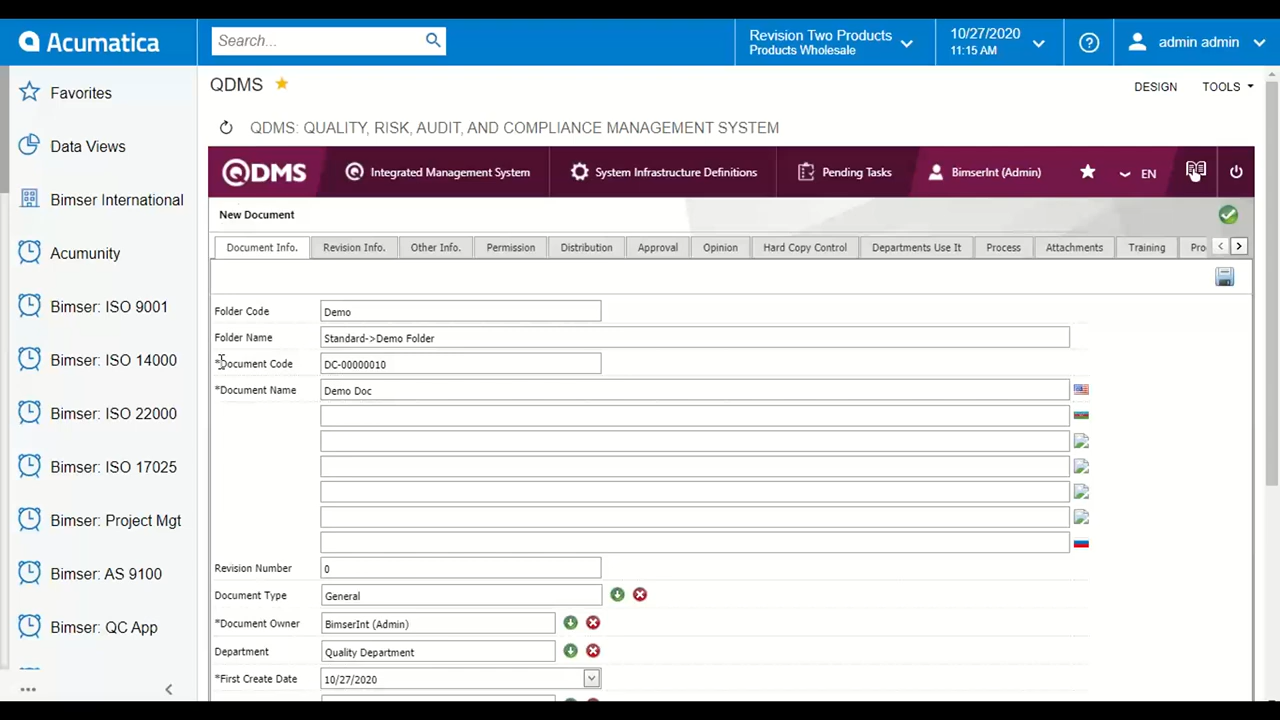 Acumatica
Search...
Revision Two Products
Products Wholesale
10/27/2020
11:15 AM
admin admin
Favorites
Data Views
Bimser International
Acumunity
Bimser: ISO 9001
Bimser: ISO 14000
Bimser: ISO 22000
Bimser: ISO 17025
Bimser: Project Mgt
Bimser: AS 9100
Bimser: QC App
QDMS
DESIGN
TOOLS
QDMS: QUALITY, RISK, AUDIT, AND COMPLIANCE MANAGEMENT SYSTEM
QDMS
Integrated Management System
System Infrastructure Definitions
Pending Tasks
BimserInt (Admin)
EN
New Document
Document Info.
Revision Info.
Other Info.
Permission
Distribution
Approval
Opinion
Hard Copy Control
Departments Use It
Process
Attachments
Training
Pro
Folder Code
Demo
Folder Name
Standard->Demo Folder
*Document Code
DC-00000010
*Document Name
Demo Doc
Revision Number
0
Document Type
General
*Document Owner
BimserInt (Admin)
Department
Quality Department
*First Create Date
10/27/2020